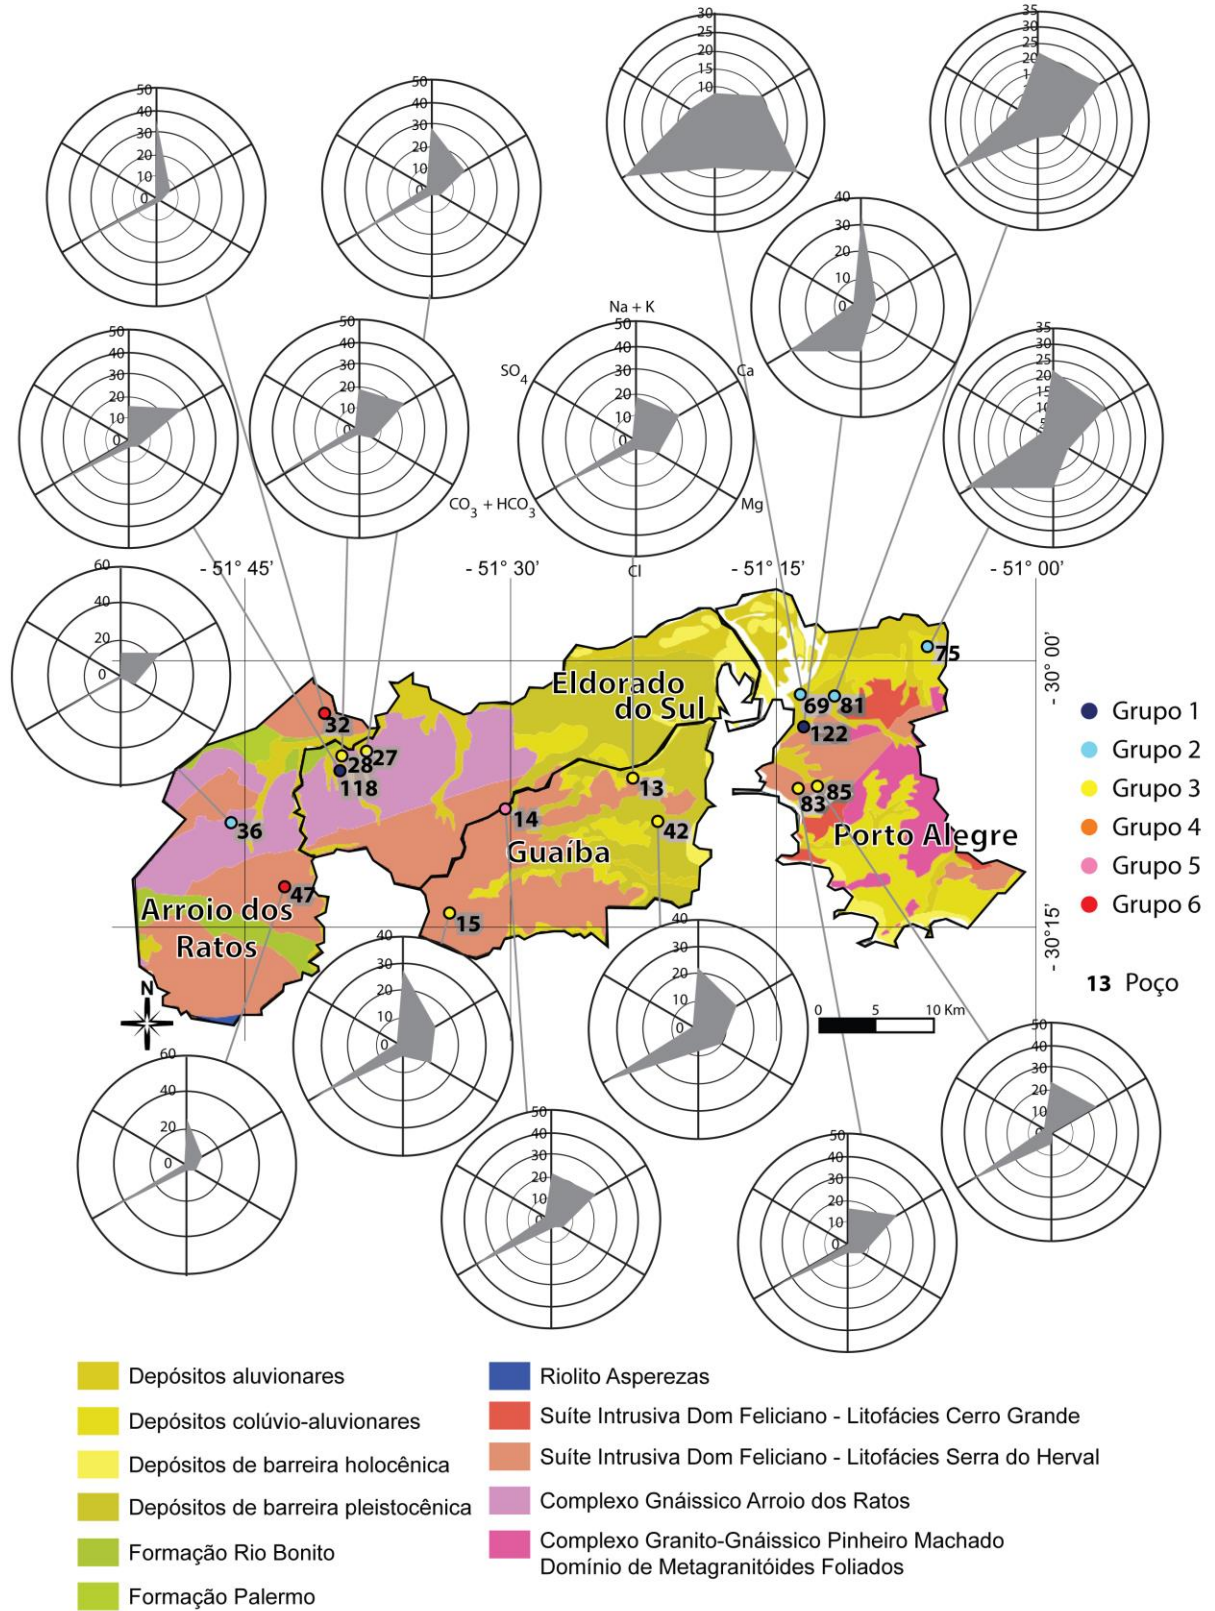 30
25
20
15
10
35
30
25
20
1
50
40
30
20
10
0
50
40
30
20
10
0
40
30
20
10
0
50
40
30
20
10
0
50
40
30
20
10
0
Na + K
50
40
30
20
10
0
SO4
Ca
CO3 + HCO3
Mg
Cl
35
30
25
20
15
10
5
60
40
20
0
- 51° 45’
- 51° 30’
- 51° 15’
- 51° 00’
- 30° 00’
- 30° 15’
Eldorado
do Sul
75
69
81
122
32
28
27
118
13
14
85
83
36
42
Guaíba
Porto Alegre
47
Arroio dos
Ratos
15
N
Grupo 1
Grupo 2
Grupo 3
Grupo 4
Grupo 5
Grupo 6
13 Poço
0 5 10 Km
40
30
20
10
0
40
30
20
10
0
60
40
20
0
50
40
30
20
10
0
50
40
30
20
10
0
50
40
30
20
10
0
Depósitos aluvionares
Depósitos colúvio-aluvionares
Depósitos de barreira holocênica
Depósitos de barreira pleistocênica
Formação Rio Bonito
Formação Palermo
Riolito Asperezas
Suíte Intrusiva Dom Feliciano - Litofácies Cerro Grande
Suíte Intrusiva Dom Feliciano - Litofácies Serra do Herval
Complexo Gnáissico Arroio dos Ratos
Complexo Granito-Gnáissico Pinheiro Machado
Domínio de Metagranitóides Foliados